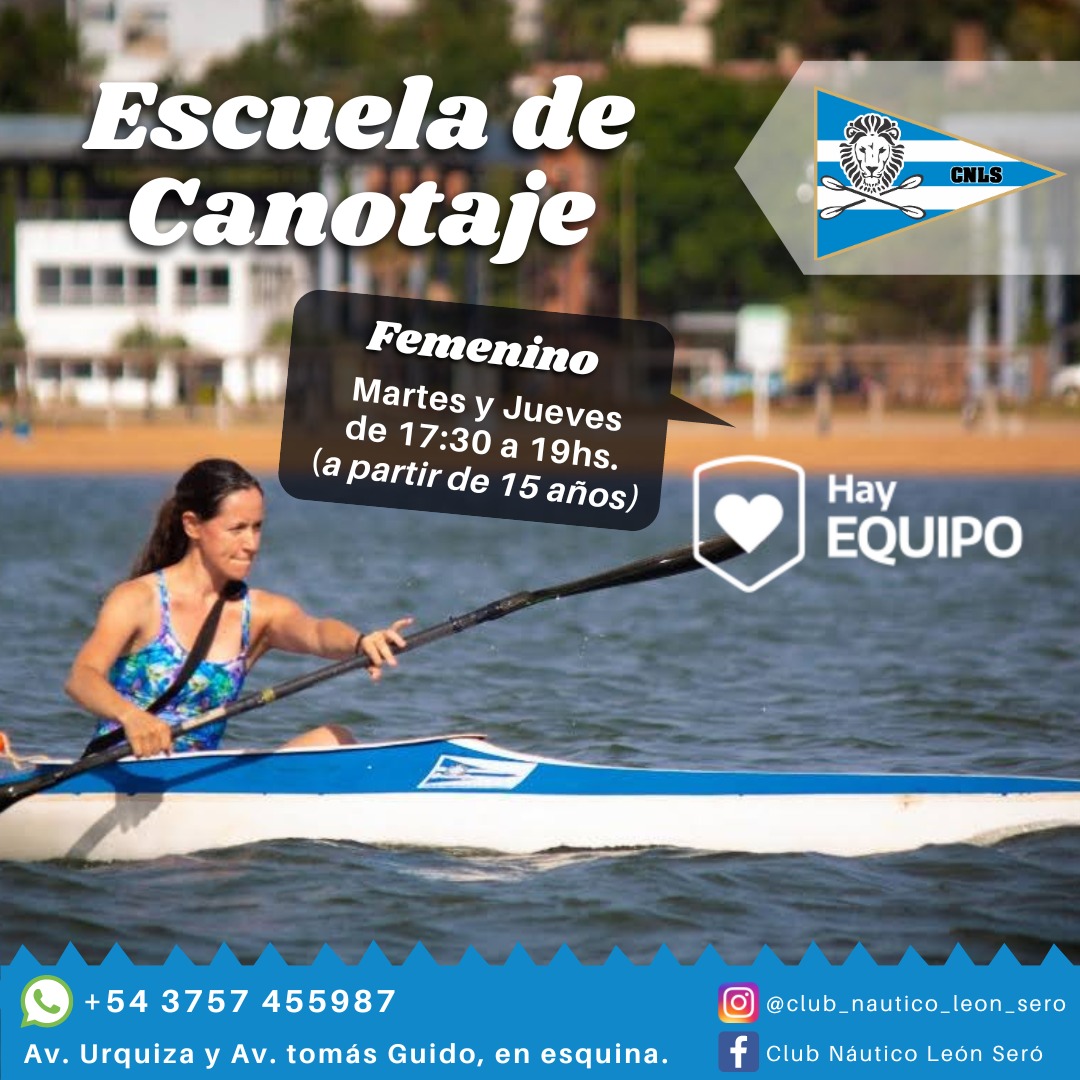 Escuela de
Canotaje
CNLS
Femenino
Martes y Jueves
de 17:30 a 19hs.
(a partir de 15 años)
Hay
EQUIPO
+54 3757 455987
Av. Urquiza y Av. tomás Guido, en esquina.
@club_nautico_leon_sero
Club Náutico León Seró